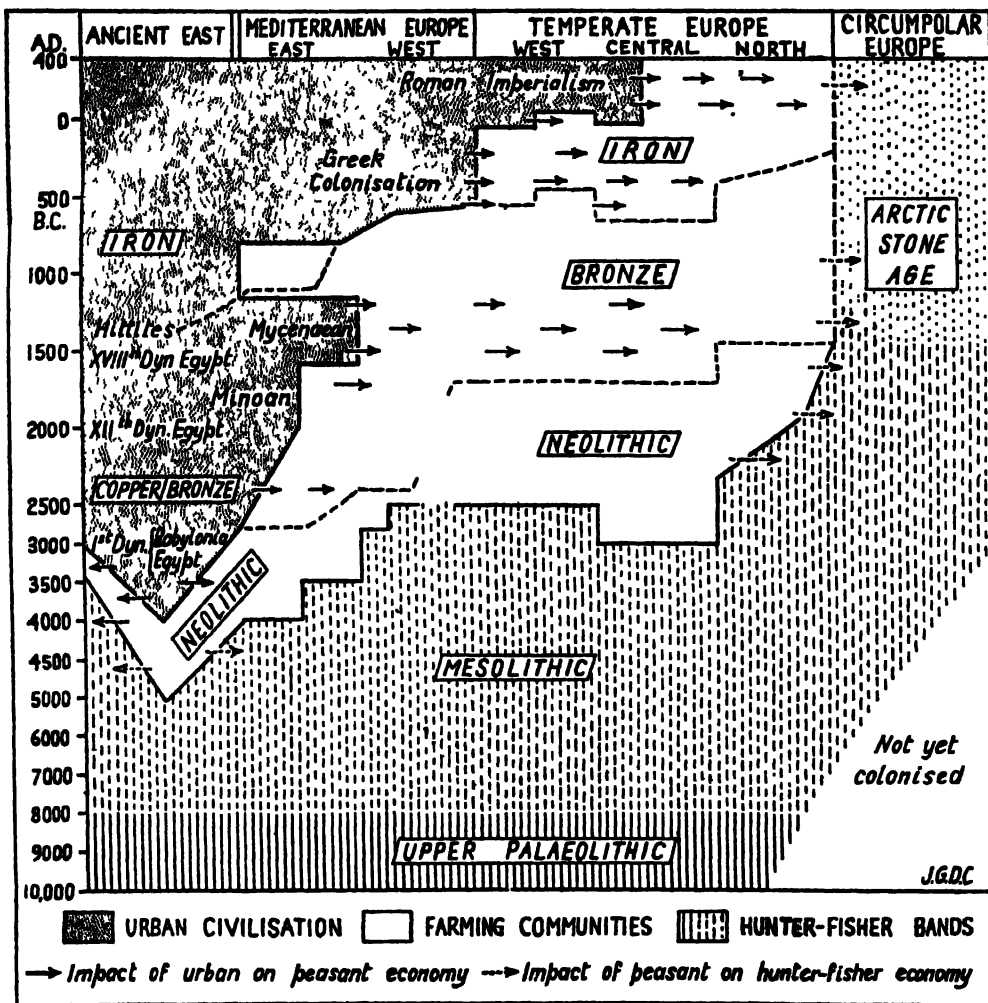 ANCIENT EAST MEDITERRANEAN EUROPE TEMPERATE EUROPE CIRCUMPOLAR
EAST WEST WEST CENTRAL NORTH EUROPE
A.D.
400
Roman Imperialism
0
IRON
Greek
Colonisation
500
B.C.
ARCTIC
STONE
AGE
IRON
1000
BRONZE
Hittites
Mycenaean
1500
XVIIIth Dyn Egypt
Minoan
2000
XIIth Dyn. Egypt
NEOLITHIC
COPPER/BRONZE
2500
3000
Ist Dyn. Egypt
Babylonia
3500
NEOLITHIC
4000
4500
MESOLITHIC
5000
6000
Not yet
colonised
7000
8000
9000
UPPER PALAEOLITHIC
10,000
J.G.D.C
URBAN CIVILISATION FARMING COMMUNITIES HUNTER-FISHER BANDS
Impact of urban on peasant economy Impact of peasant on hunter-fisher economy